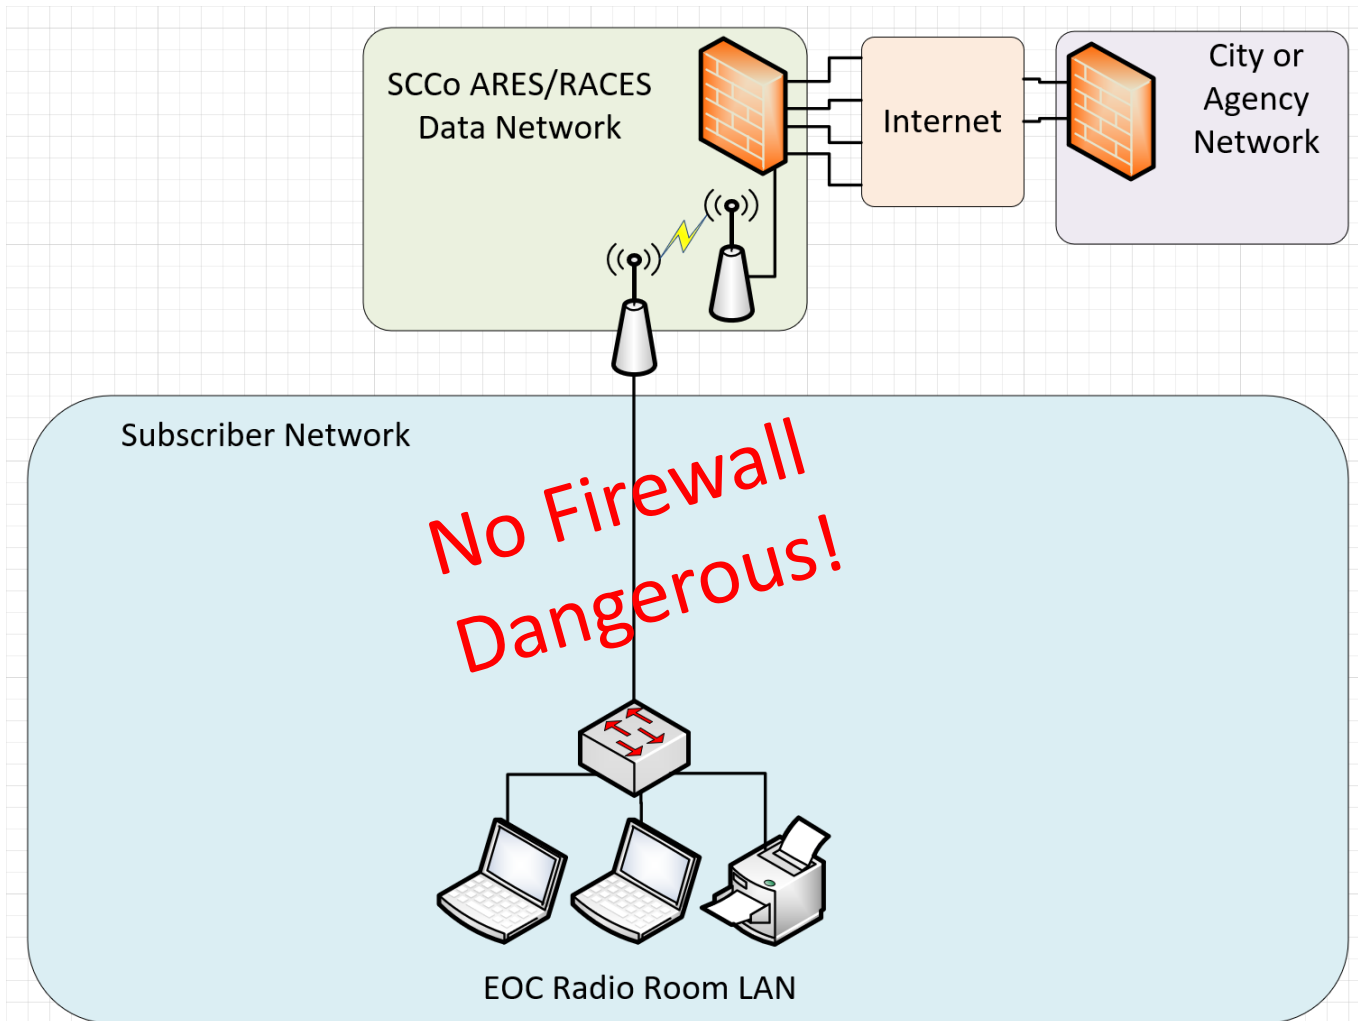 SCCo ARES/RACES
Data Network
Internet
City or
Agency
Network
Subscriber Network
No Firewall
Dangerous!
EOC Radio Room LAN